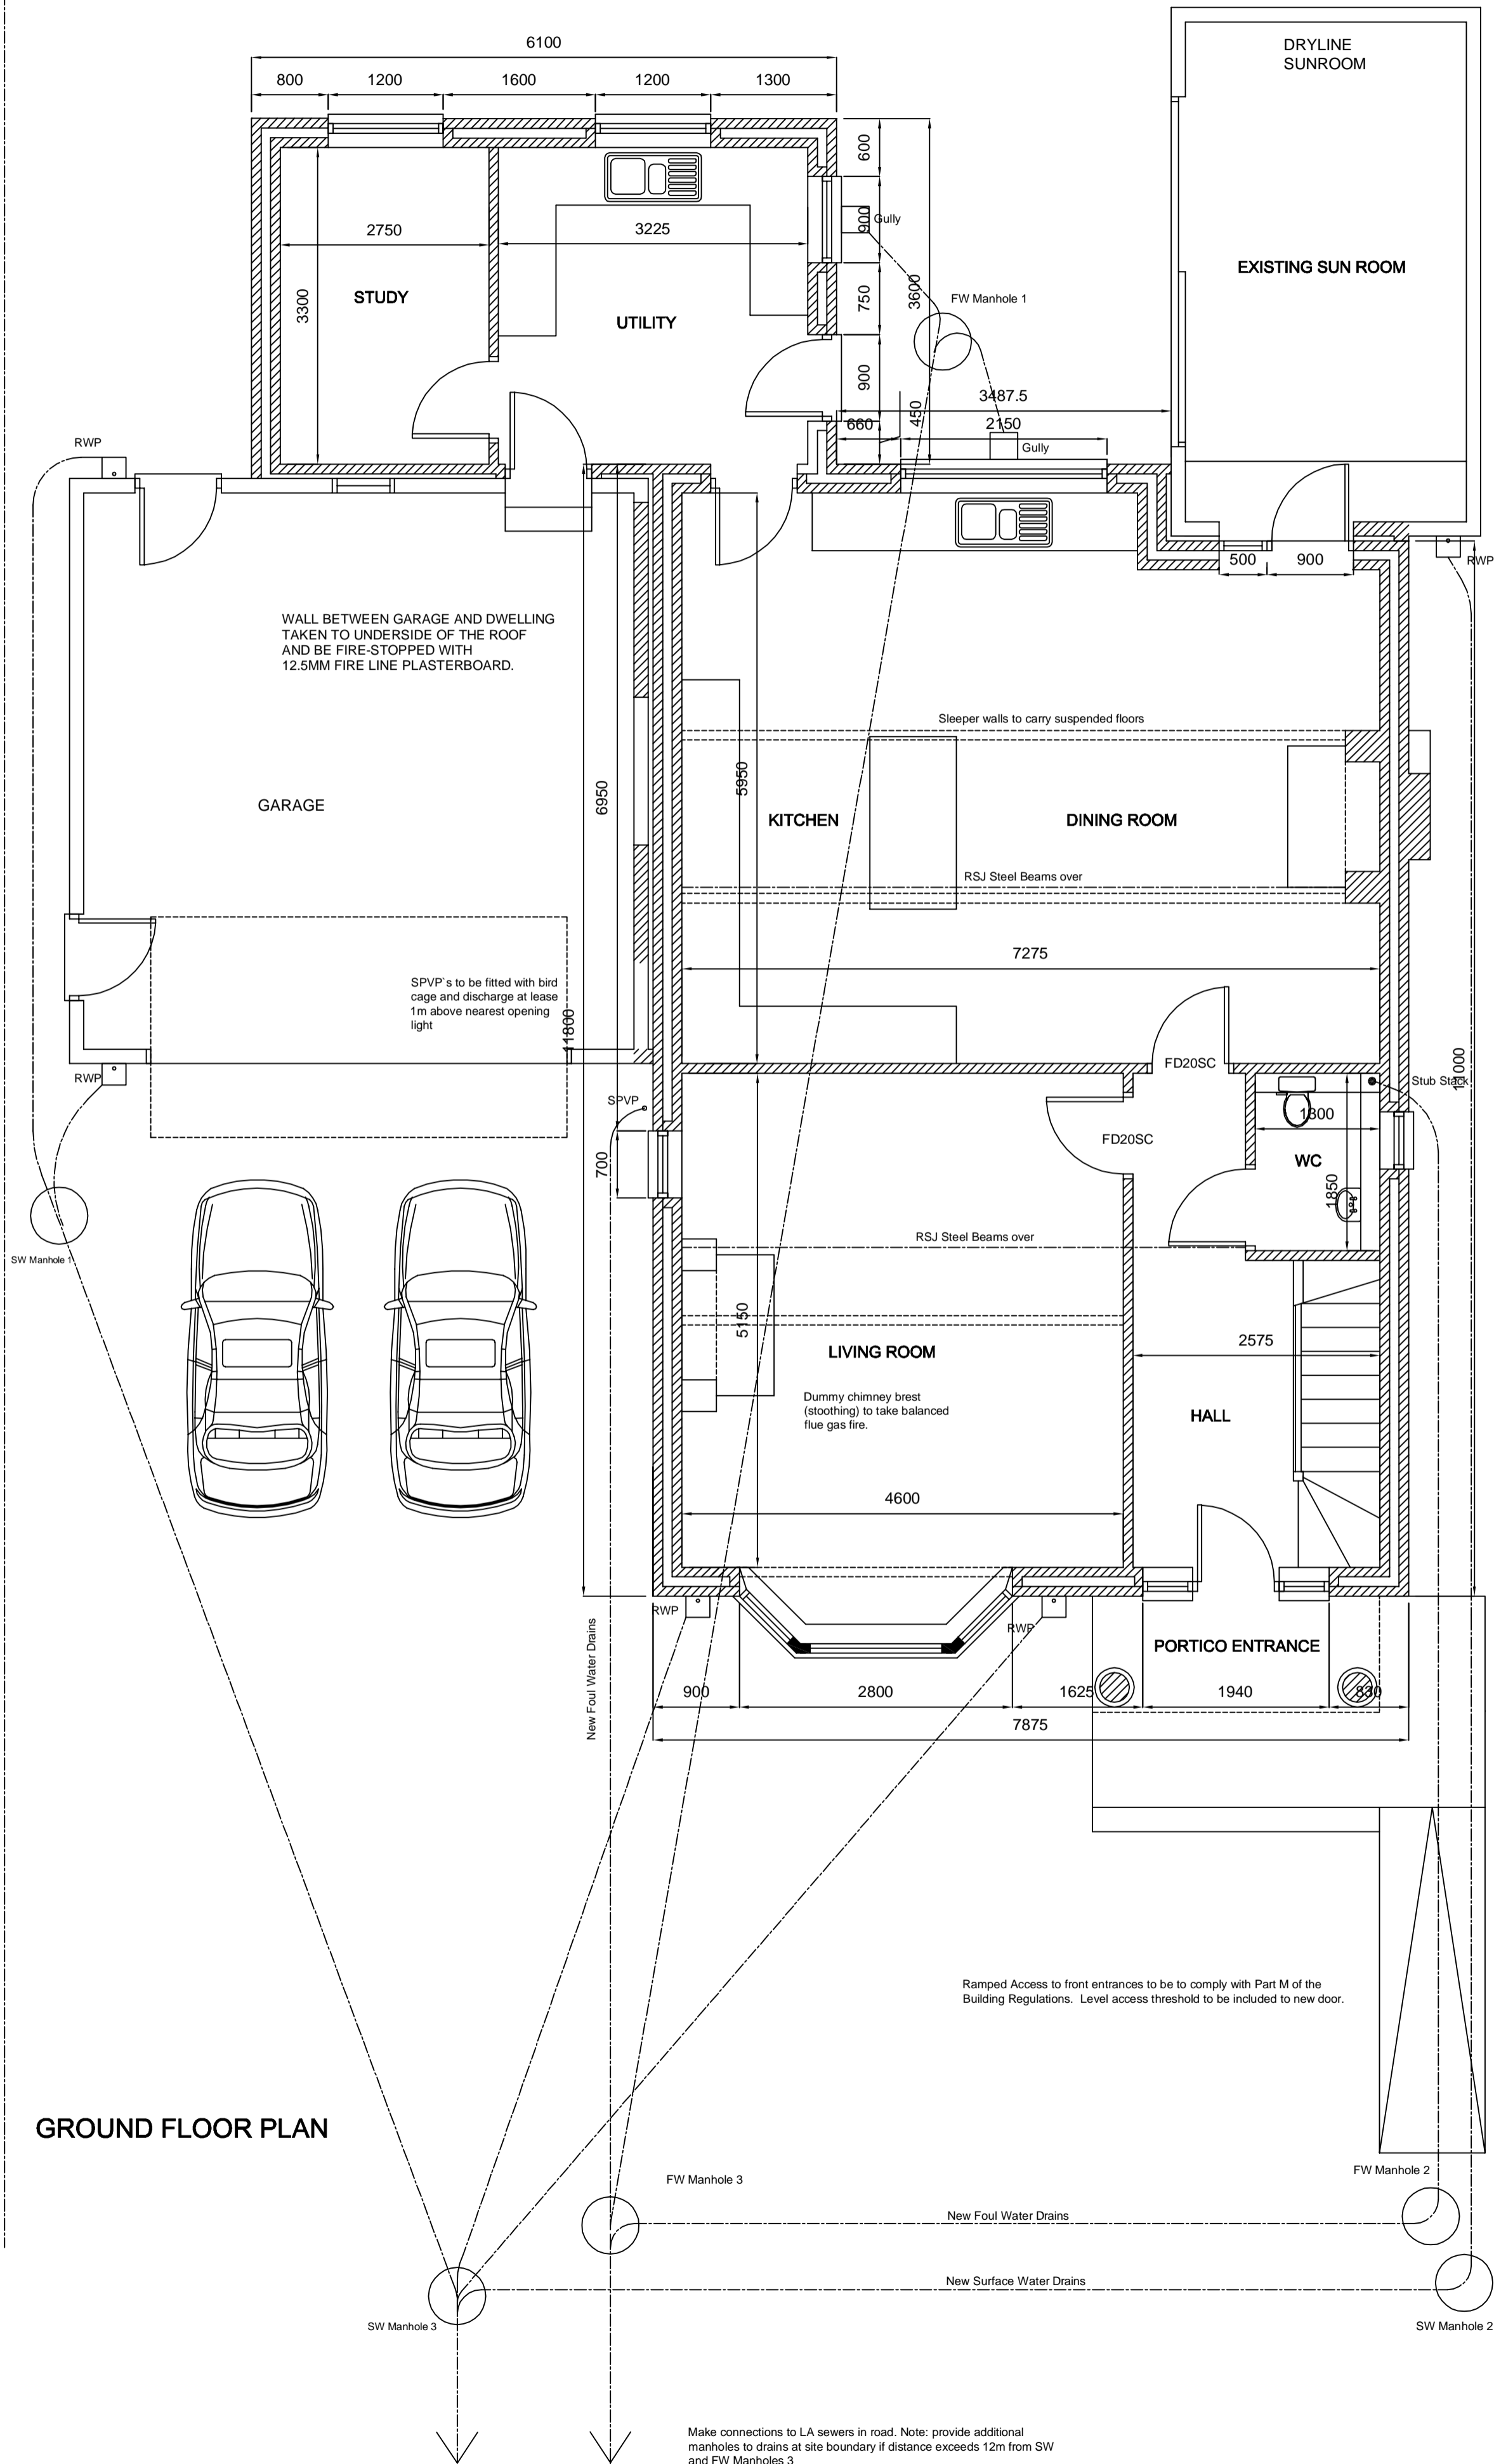 6100
DRYLINE
SUNROOM
800
1200
1600
1200
1300
600
900
Gully
2750
3225
3300
STUDY
UTILITY
750
3600
FW Manhole 1
EXISTING SUN ROOM
900
3487.5
450
660
2150
Gully
RWP
500
900
RWP
WALL BETWEEN GARAGE AND DWELLING
TAKEN TO UNDERSIDE OF THE ROOF
AND BE FIRE-STOPPED WITH
12.5MM FIRE LINE PLASTERBOARD.
Sleeper walls to carry suspended floors
GARAGE
6950
5950
KITCHEN
DINING ROOM
RSJ Steel Beams over
7275
SPVP`s to be fitted with bird
cage and discharge at lease
1m above nearest opening
light
11800
FD20SC
11000
RWP
Stub Stack
SPVP
1300
FD20SC
WC
700
1850
SW Manhole 1
RSJ Steel Beams over
5150
LIVING ROOM
2575
Dummy chimney brest
(stoothing) to take balanced
flue gas fire.
HALL
4600
RWP
RWP
New Foul Water Drains
PORTICO ENTRANCE
900
2800
1625
1940
830
7875
Ramped Access to front entrances to be to comply with Part M of the
Building Regulations.  Level access threshold to be included to new door.
GROUND FLOOR PLAN
FW Manhole 3
FW Manhole 2
New Foul Water Drains
New Surface Water Drains
SW Manhole 3
SW Manhole 2
Make connections to LA sewers in road. Note: provide additional
manholes to drains at site boundary if distance exceeds 12m from SW
and FW Manholes 3